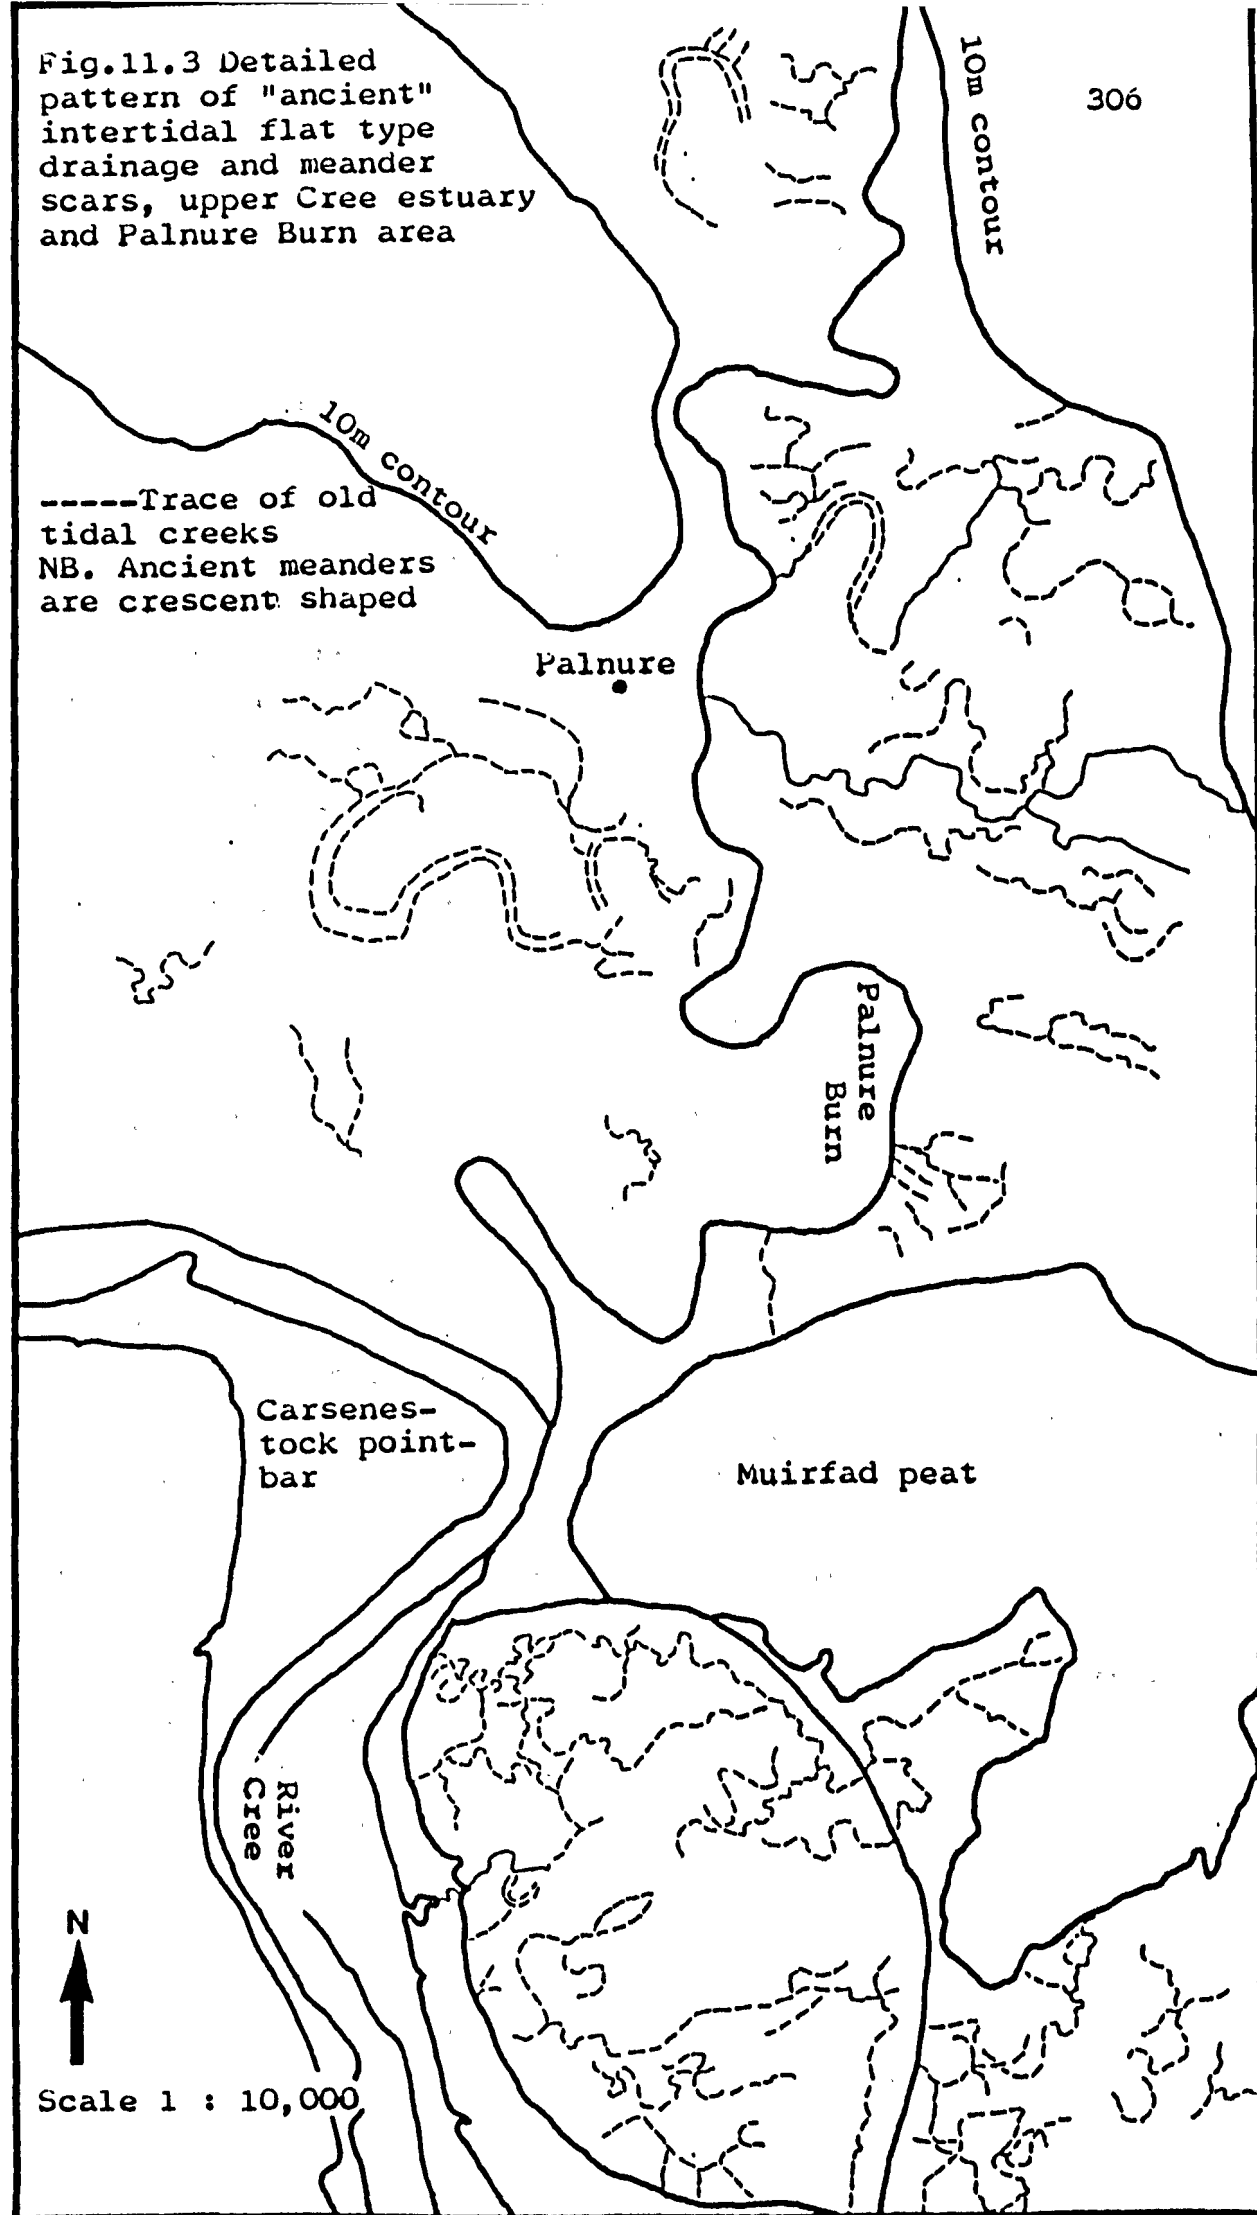 Fig.11.3 Detailed
pattern of "ancient"
intertidal flat type
drainage and meander
scars, upper Cree estuary
and Palnure Burn area
306
10m contour
10m contour
-----Trace of old
tidal creeks
NB. Ancient meanders
are crescent shaped
Palnure
Palnure
Burn
Carsenes-
tock point-
bar
Muirfad peat
River
Cree
N
Scale 1 : 10,000